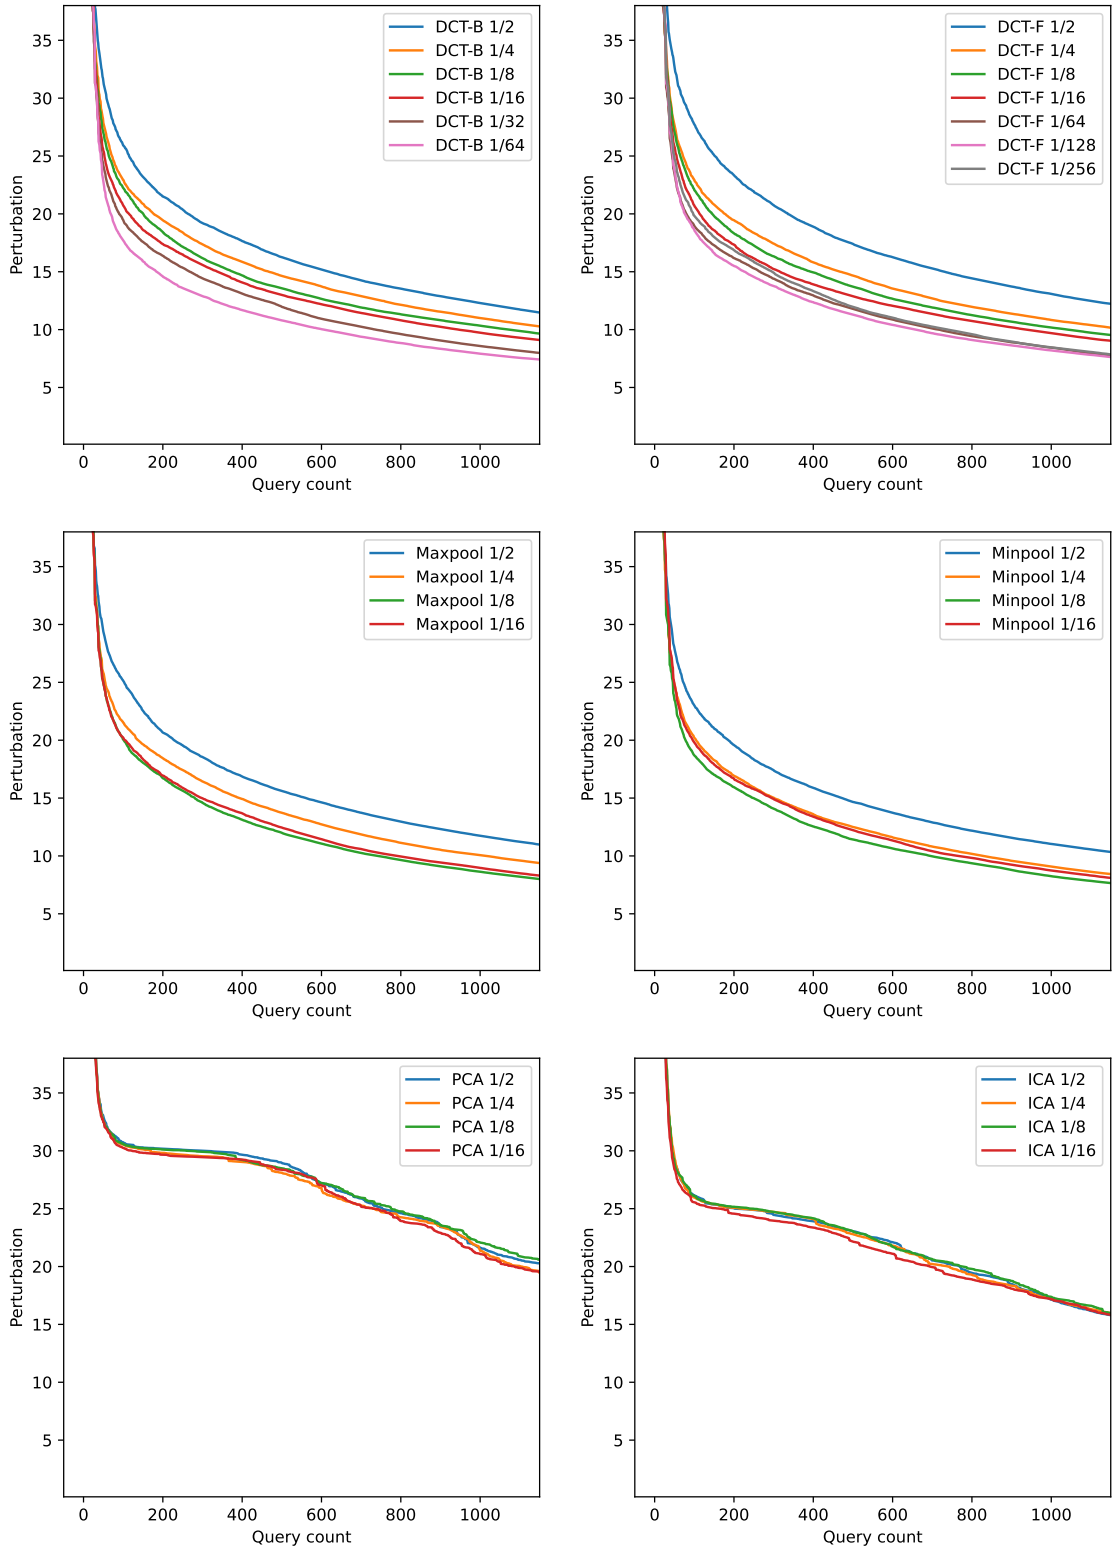 35
30
25
20
15
10
5
Perturbation
DCT-B 1/2
DCT-B 1/4
DCT-B 1/8
DCT-B 1/16
DCT-B 1/32
DCT-B 1/64
0 200 400 600 800 1000
Query count
35
30
25
20
15
10
5
Perturbation
DCT-F 1/2
DCT-F 1/4
DCT-F 1/8
DCT-F 1/16
DCT-F 1/64
DCT-F 1/128
DCT-F 1/256
0 200 400 600 800 1000
Query count
35
30
25
20
15
10
5
Perturbation
Maxpool 1/2
Maxpool 1/4
Maxpool 1/8
Maxpool 1/16
0 200 400 600 800 1000
Query count
35
30
25
20
15
10
5
Perturbation
Minpool 1/2
Minpool 1/4
Minpool 1/8
Minpool 1/16
0 200 400 600 800 1000
Query count
35
30
25
20
15
10
5
Perturbation
PCA 1/2
PCA 1/4
PCA 1/8
PCA 1/16
0 200 400 600 800 1000
Query count
35
30
25
20
15
10
5
Perturbation
ICA 1/2
ICA 1/4
ICA 1/8
ICA 1/16
0 200 400 600 800 1000
Query count